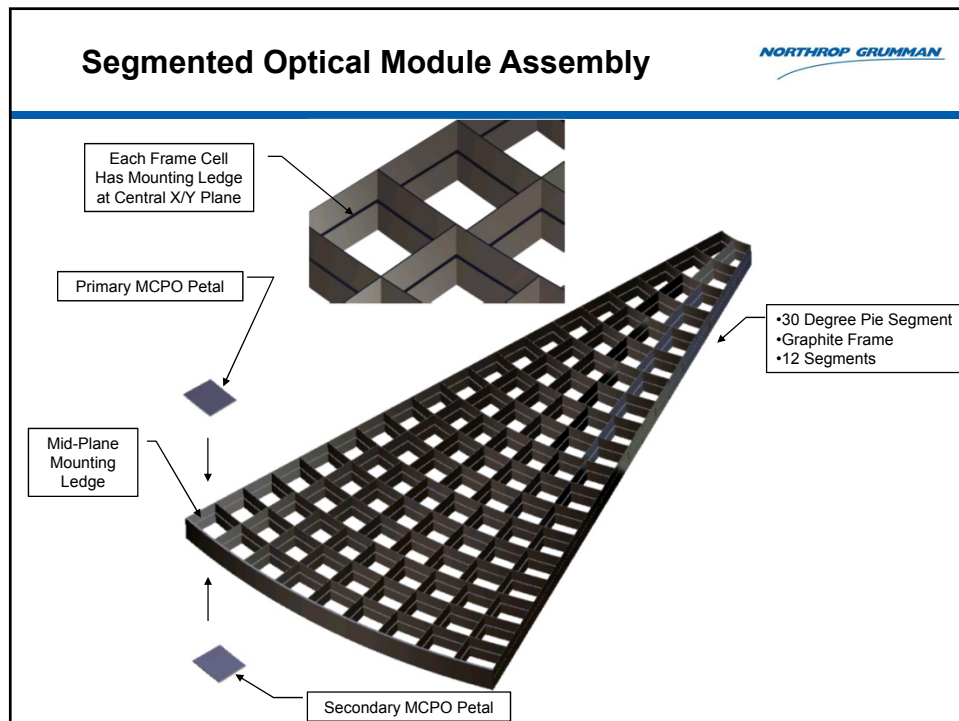 Segmented Optical Module Assembly
NORTHROP GRUMMAN
Each Frame Cell
Has Mounting Ledge
at Central X/Y Plane
Primary MCPO Petal
•30 Degree Pie Segment
•Graphite Frame
•12 Segments
Mid-Plane
Mounting
Ledge
Secondary MCPO Petal